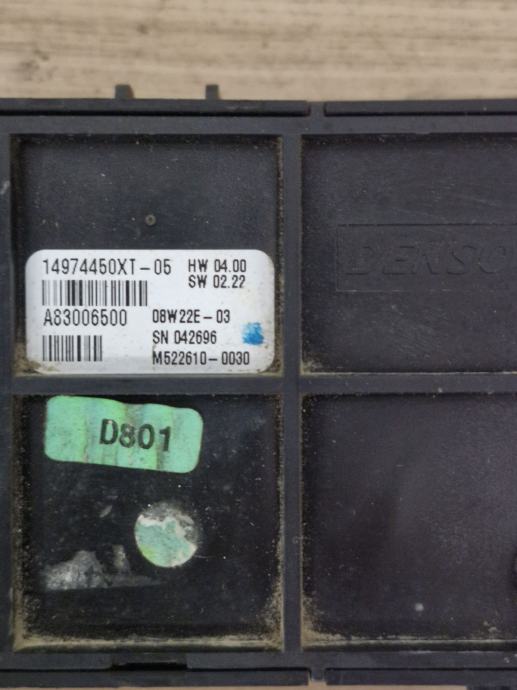 14974450XT-05 HW 04.00
SW 02.22
A83006500 08W22E-03
SN 042696
M522610-0030
DENSO
D801